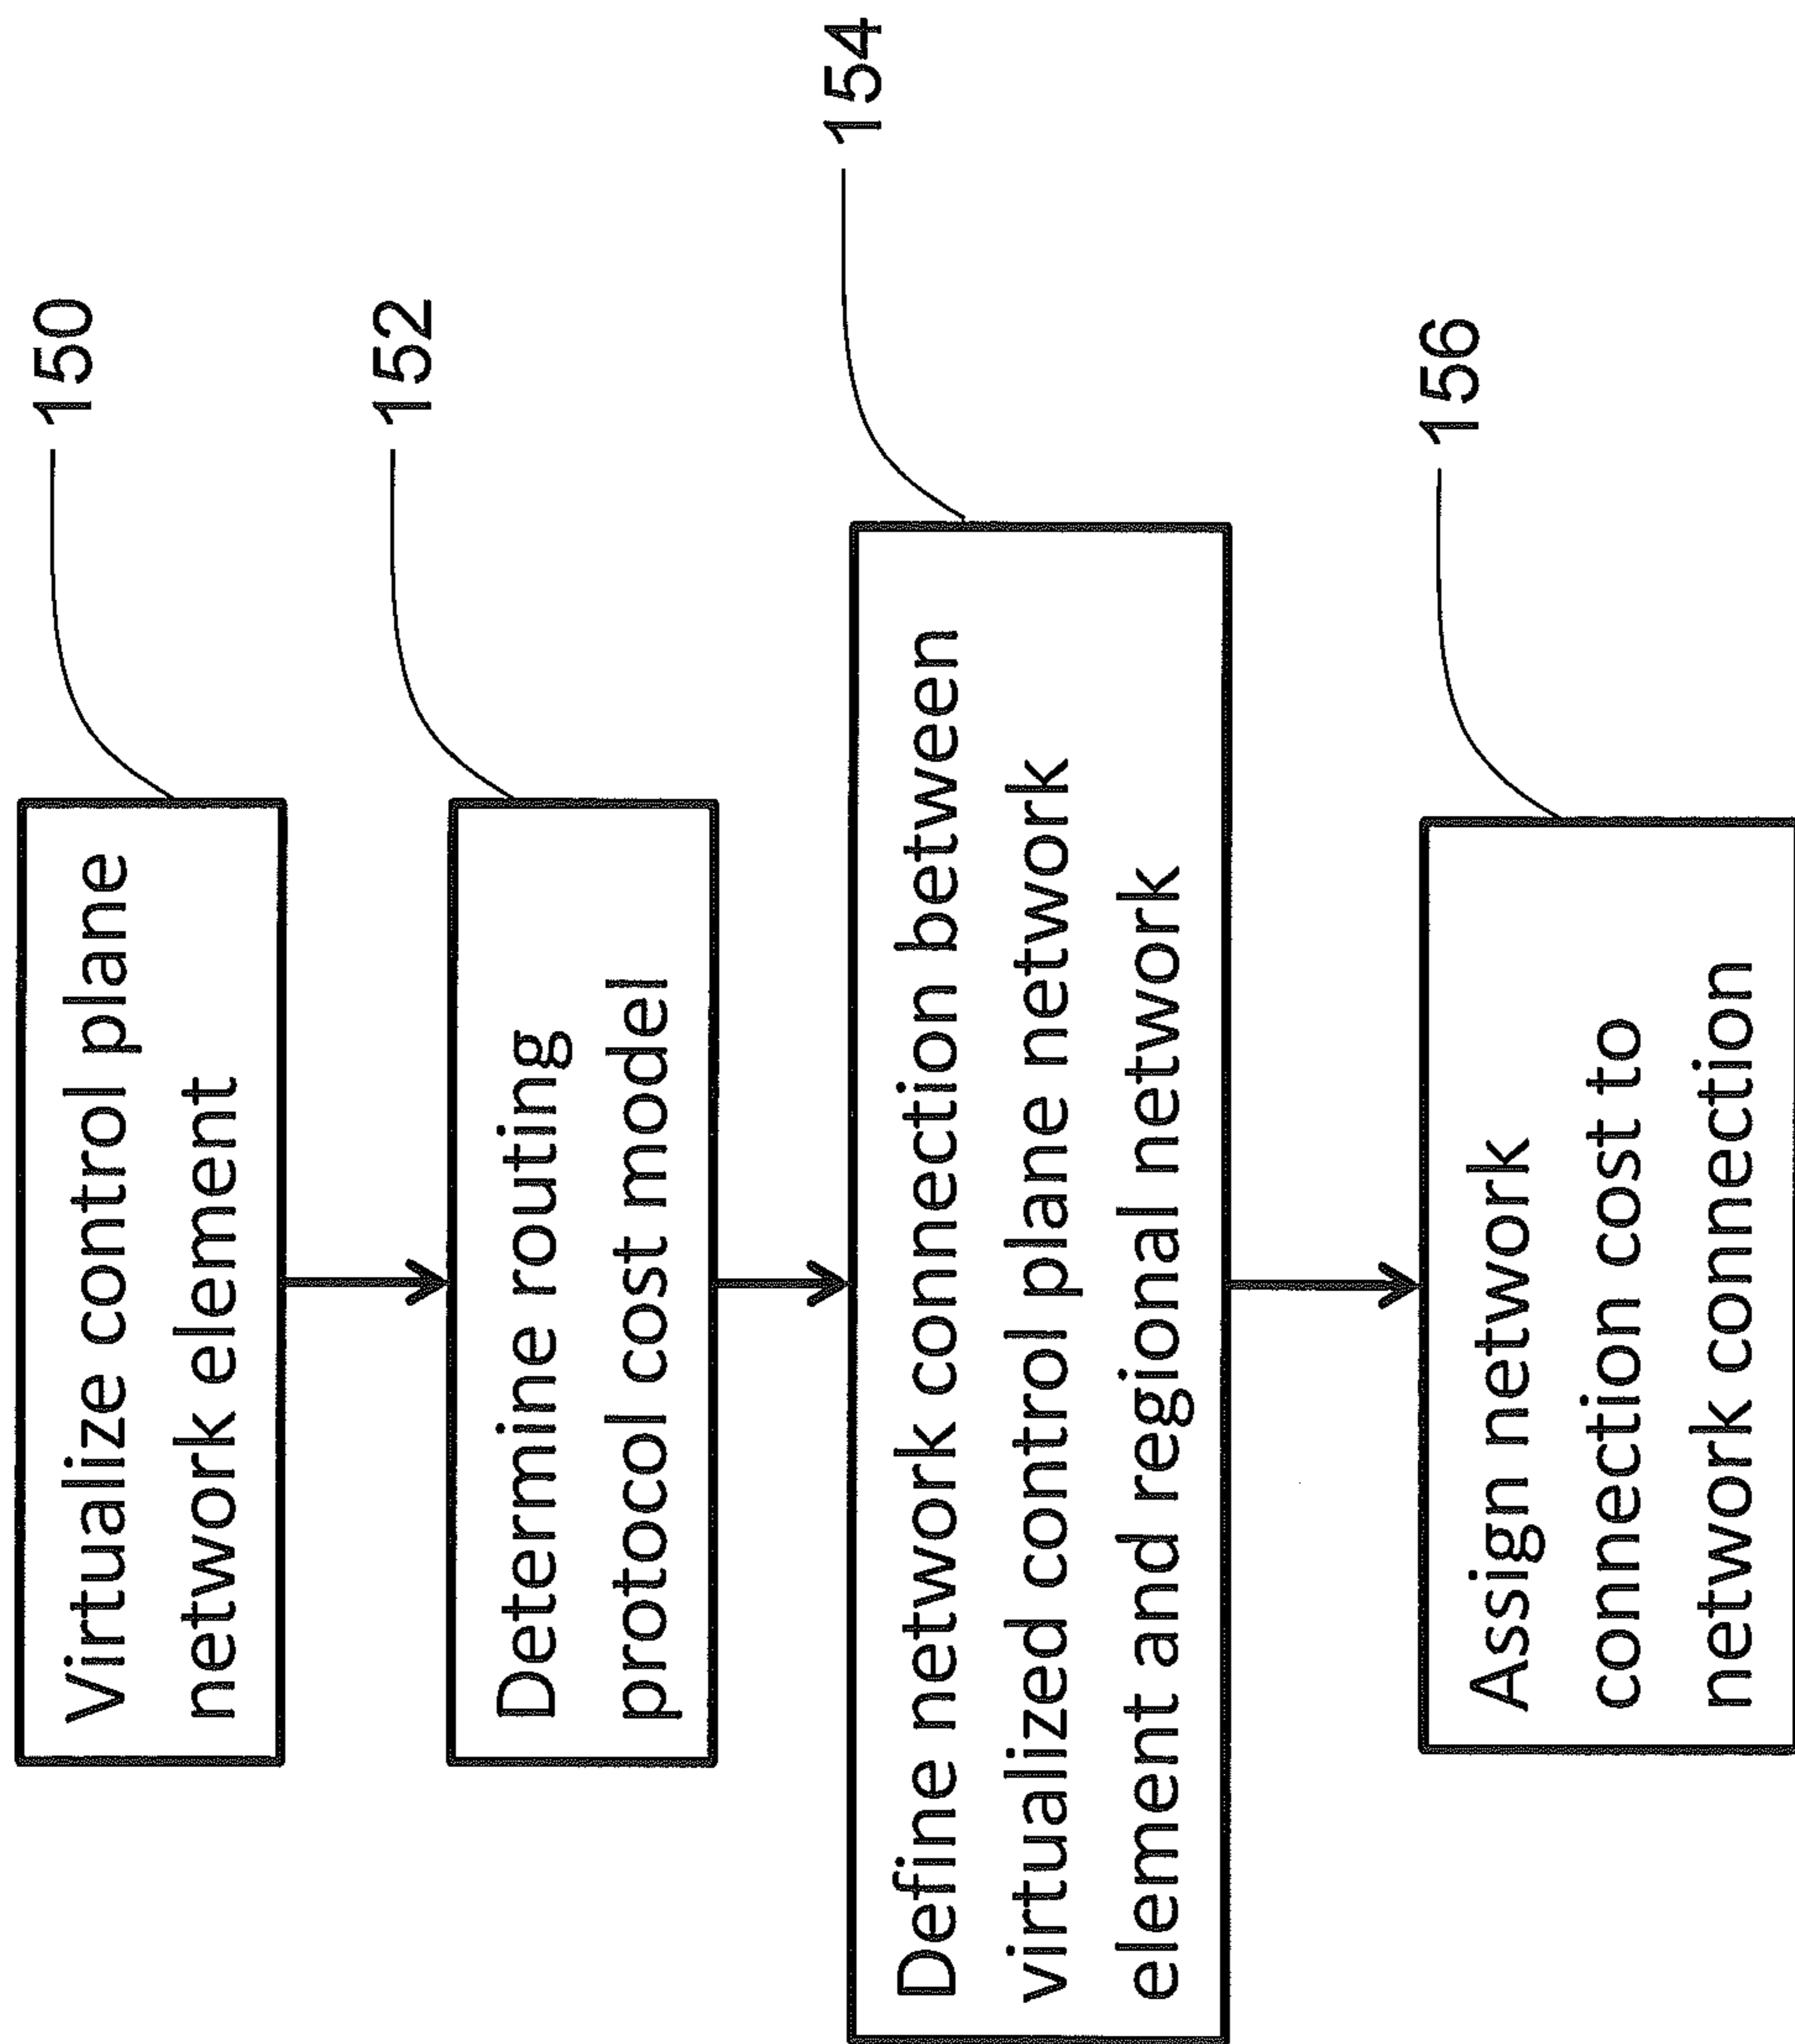 Virtualize control plane
network element
150
Determine routing
protocol cost model
152
Define network connection between
virtualized control plane network
element and regional network
154
Assign network
connection cost to
network connection
156